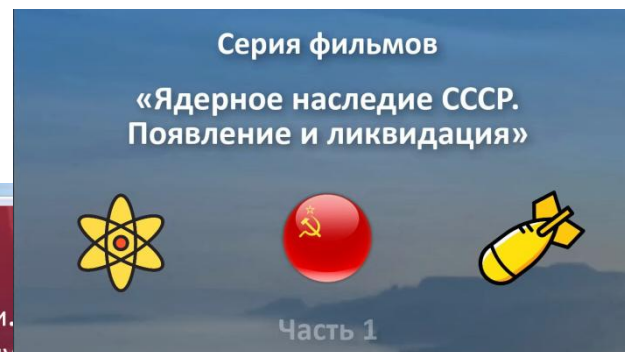 Серия фильмов
«Ядерное наследие СССР.
Появление и ликвидация»
Часть 1